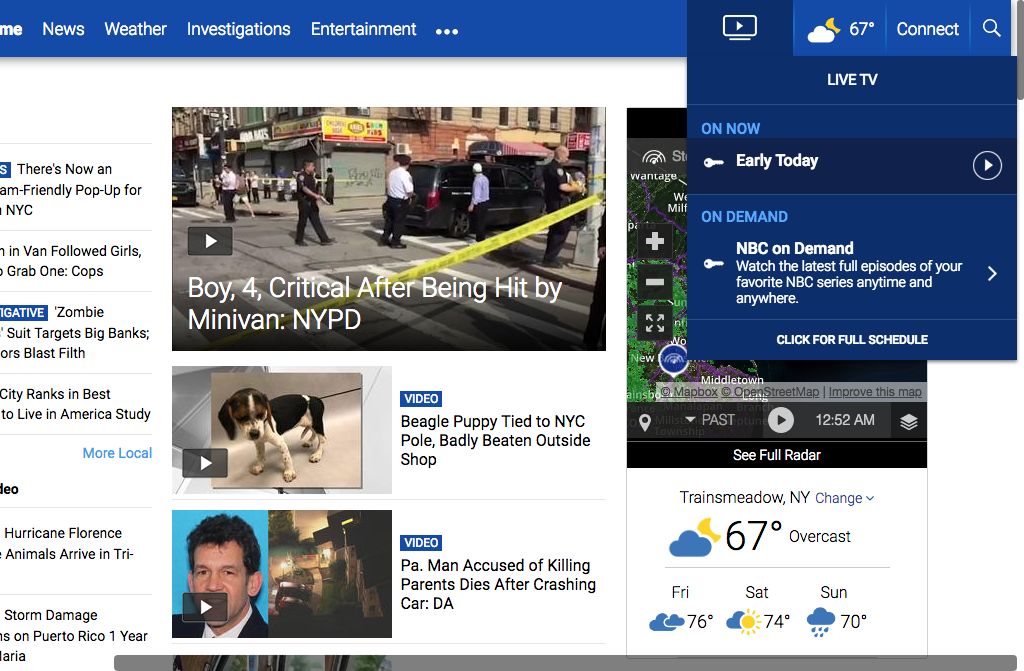 me News Weather Investigations Entertainment
67° Connect
LIVE TV
ON NOW
Early Today
ON DEMAND
NBC on Demand
Watch the latest full episodes of your
favorite NBC series anytime and
anywhere.
CLICK FOR FULL SCHEDULE
S There's Now an
am-Friendly Pop-Up for
NYC
n in Van Followed Girls,
o Grab One: Cops
IGATIVE 'Zombie
' Suit Targets Big Banks;
ors Blast Filth
City Ranks in Best
to Live in America Study
More Local
deo
Hurricane Florence
e Animals Arrive in Tri-
Storm Damage
ns on Puerto Rico 1 Year
Maria
Boy, 4, Critical After Being Hit by
Minivan: NYPD
VIDEO
Beagle Puppy Tied to NYC
Pole, Badly Beaten Outside
Shop
VIDEO
Pa. Man Accused of Killing
Parents Dies After Crashing
Car: DA
Wantage
Middletown
© Mapbox © OpenStreetMap | Improve this map
PAST
12:52 AM
See Full Radar
Trainsmeadow, NY Change
67° Overcast
Fri Sat Sun
76° 74° 70°